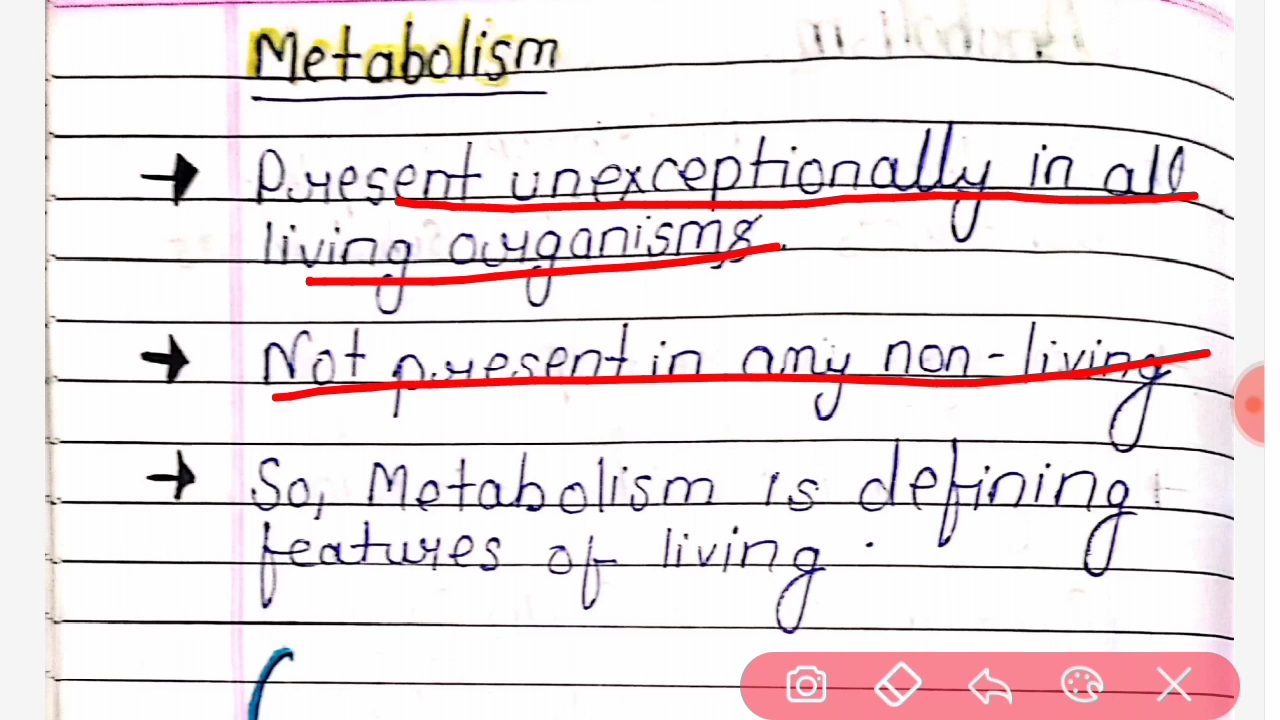 Metabolism
→ Present unexceptionally in all
living organisms.
→ Not present in any non-living
→ So, Metabolism is defining
features of living.